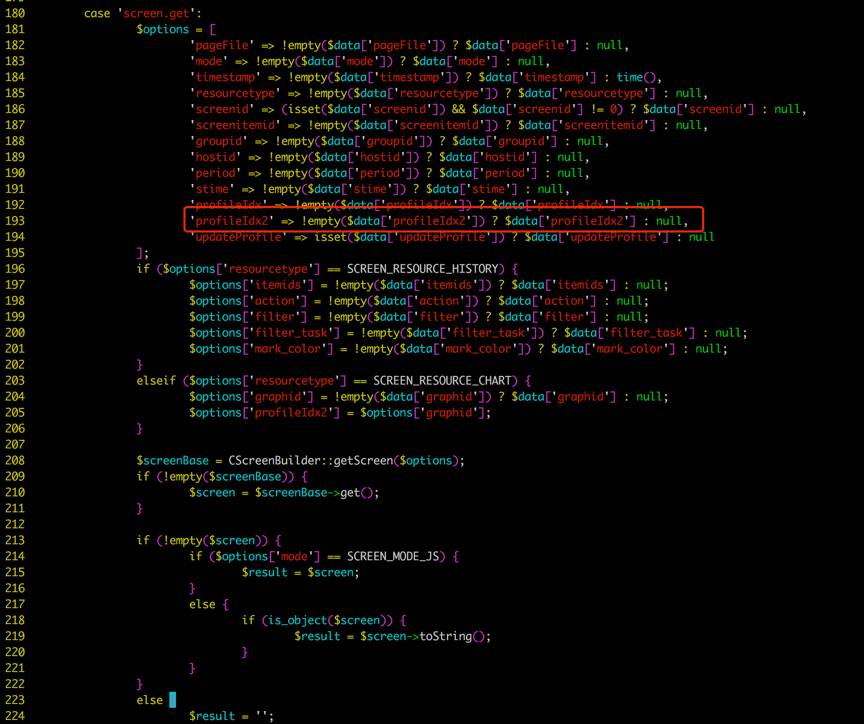 180 case 'screen.get':
181 $options = [
182 'pageFile' => !empty($data['pageFile']) ? $data['pageFile'] : null,
183 'mode' => !empty($data['mode']) ? $data['mode'] : null,
184 'timestamp' => !empty($data['timestamp']) ? $data['timestamp'] : time(),
185 'resourcetype' => !empty($data['resourcetype']) ? $data['resourcetype'] : null,
186 'screenid' => (isset($data['screenid']) && $data['screenid'] != 0) ? $data['screenid'] : null,
187 'screenitemid' => !empty($data['screenitemid']) ? $data['screenitemid'] : null,
188 'groupid' => !empty($data['groupid']) ? $data['groupid'] : null,
189 'hostid' => !empty($data['hostid']) ? $data['hostid'] : null,
190 'period' => !empty($data['period']) ? $data['period'] : null,
191 'stime' => !empty($data['stime']) ? $data['stime'] : null,
192 'profileIdx' => !empty($data['profileIdx']) ? $data['profileIdx'] : null,
193 'profileIdx2' => !empty($data['profileIdx2']) ? $data['profileIdx2'] : null,
194 'updateProfile' => isset($data['updateProfile']) ? $data['updateProfile'] : null
195 ];
196 if ($options['resourcetype'] == SCREEN_RESOURCE_HISTORY) {
197 $options['itemids'] = !empty($data['itemids']) ? $data['itemids'] : null;
198 $options['action'] = !empty($data['action']) ? $data['action'] : null;
199 $options['filter'] = !empty($data['filter']) ? $data['filter'] : null;
200 $options['filter_task'] = !empty($data['filter_task']) ? $data['filter_task'] : null;
201 $options['mark_color'] = !empty($data['mark_color']) ? $data['mark_color'] : null;
202 }
203 elseif ($options['resourcetype'] == SCREEN_RESOURCE_CHART) {
204 $options['graphid'] = !empty($data['graphid']) ? $data['graphid'] : null;
205 $options['profileIdx2'] = $options['graphid'];
206 }
207
208 $screenBase = CScreenBuilder::getScreen($options);
209 if (!empty($screenBase)) {
210 $screen = $screenBase->get();
211 }
212
213 if (!empty($screen)) {
214 if ($options['mode'] == SCREEN_MODE_JS) {
215 $result = $screen;
216 }
217 else {
218 if (is_object($screen)) {
219 $result = $screen->toString();
220 }
221 }
222 }
223 else
224 $result = '';